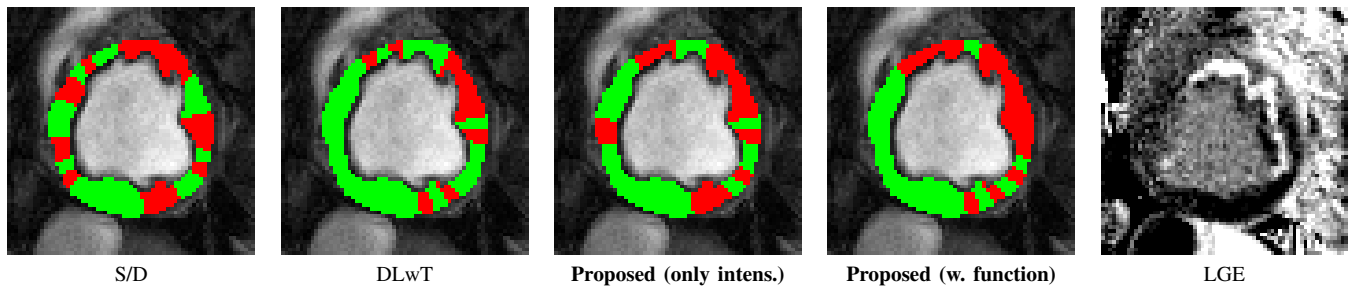 S/D
DLwT
Proposed (only intens.)
Proposed (w. function)
LGE